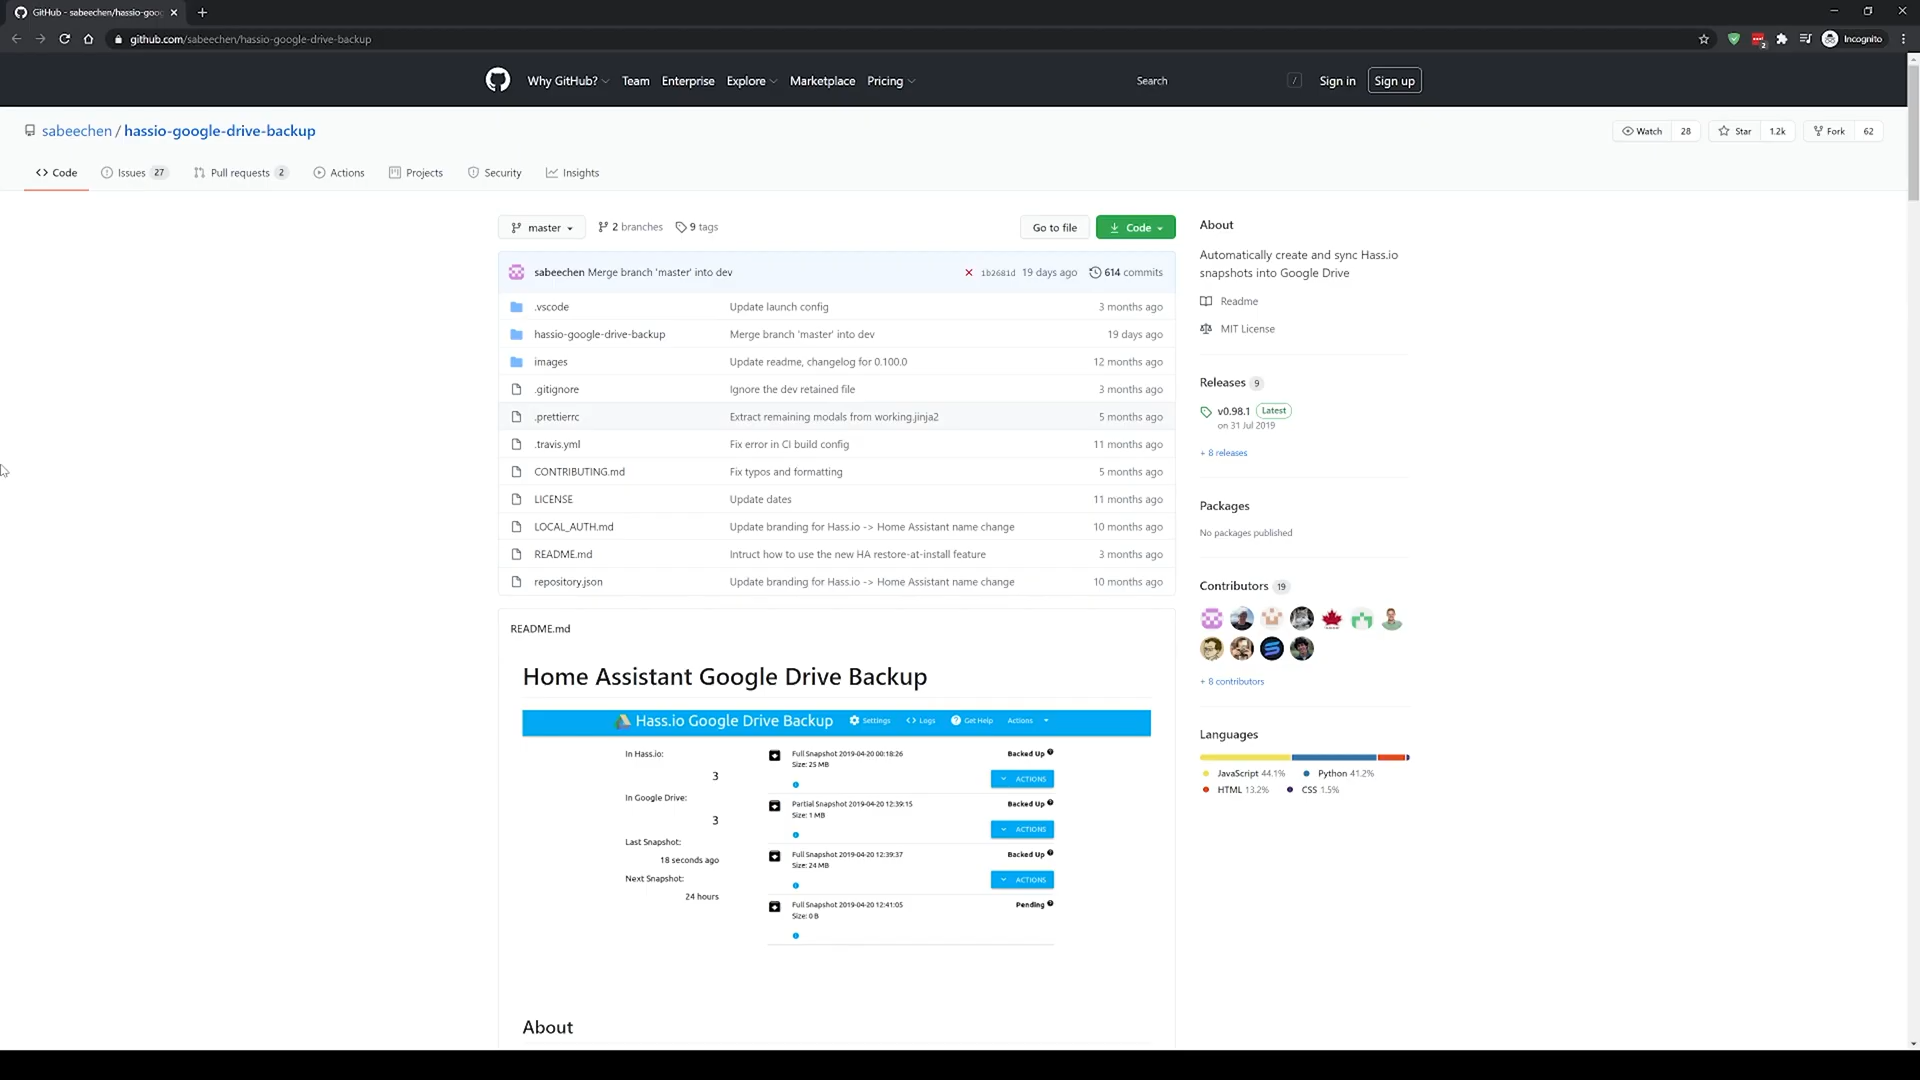 GitHub - sabeechen/hassio-goog
github.com/sabeechen/hassio-google-drive-backup
2
Incognito
Why GitHub?
Team
Enterprise
Explore
Marketplace
Pricing
Search
/
Sign in
Sign up
sabeechen / hassio-google-drive-backup
Watch 28
Star 1.2k
Fork 62
Code
Issues 27
Pull requests 2
Actions
Projects
Security
Insights
master
2 branches
9 tags
Go to file
Code
sabeechen Merge branch 'master' into dev 1b2681d 19 days ago 614 commits
.vscode Update launch config 3 months ago
hassio-google-drive-backup Merge branch 'master' into dev 19 days ago
images Update readme, changelog for 0.100.0 12 months ago
.gitignore Ignore the dev retained file 3 months ago
.prettierrc Extract remaining modals from working.jinja2 5 months ago
.travis.yml Fix error in CI build config 11 months ago
CONTRIBUTING.md Fix typos and formatting 5 months ago
LICENSE Update dates 11 months ago
LOCAL_AUTH.md Update branding for Hass.io -> Home Assistant name change 10 months ago
README.md Intruct how to use the new HA restore-at-install feature 3 months ago
repository.json Update branding for Hass.io -> Home Assistant name change 10 months ago
README.md
Home Assistant Google Drive Backup
Hass.io Google Drive Backup Settings Logs Get Help Actions
In Hass.io:
3
In Google Drive:
3
Last Snapshot:
18 seconds ago
Next Snapshot:
24 hours
Full Snapshot 2019-04-20 00:18:26 Backed Up
Size: 25 MB
ACTIONS
Partial Snapshot 2019-04-20 12:39:15 Backed Up
Size: 1 MB
ACTIONS
Full Snapshot 2019-04-20 12:39:37 Backed Up
Size: 24 MB
ACTIONS
Full Snapshot 2019-04-20 12:41:05 Pending
Size: 0 B
About
About
Automatically create and sync Hass.io
snapshots into Google Drive
Readme
MIT License
Releases 9
v0.98.1 Latest
on 31 Jul 2019
+ 8 releases
Packages
No packages published
Contributors 19
+ 8 contributors
Languages
JavaScript 44.1% Python 41.2%
HTML 13.2% CSS 1.5%